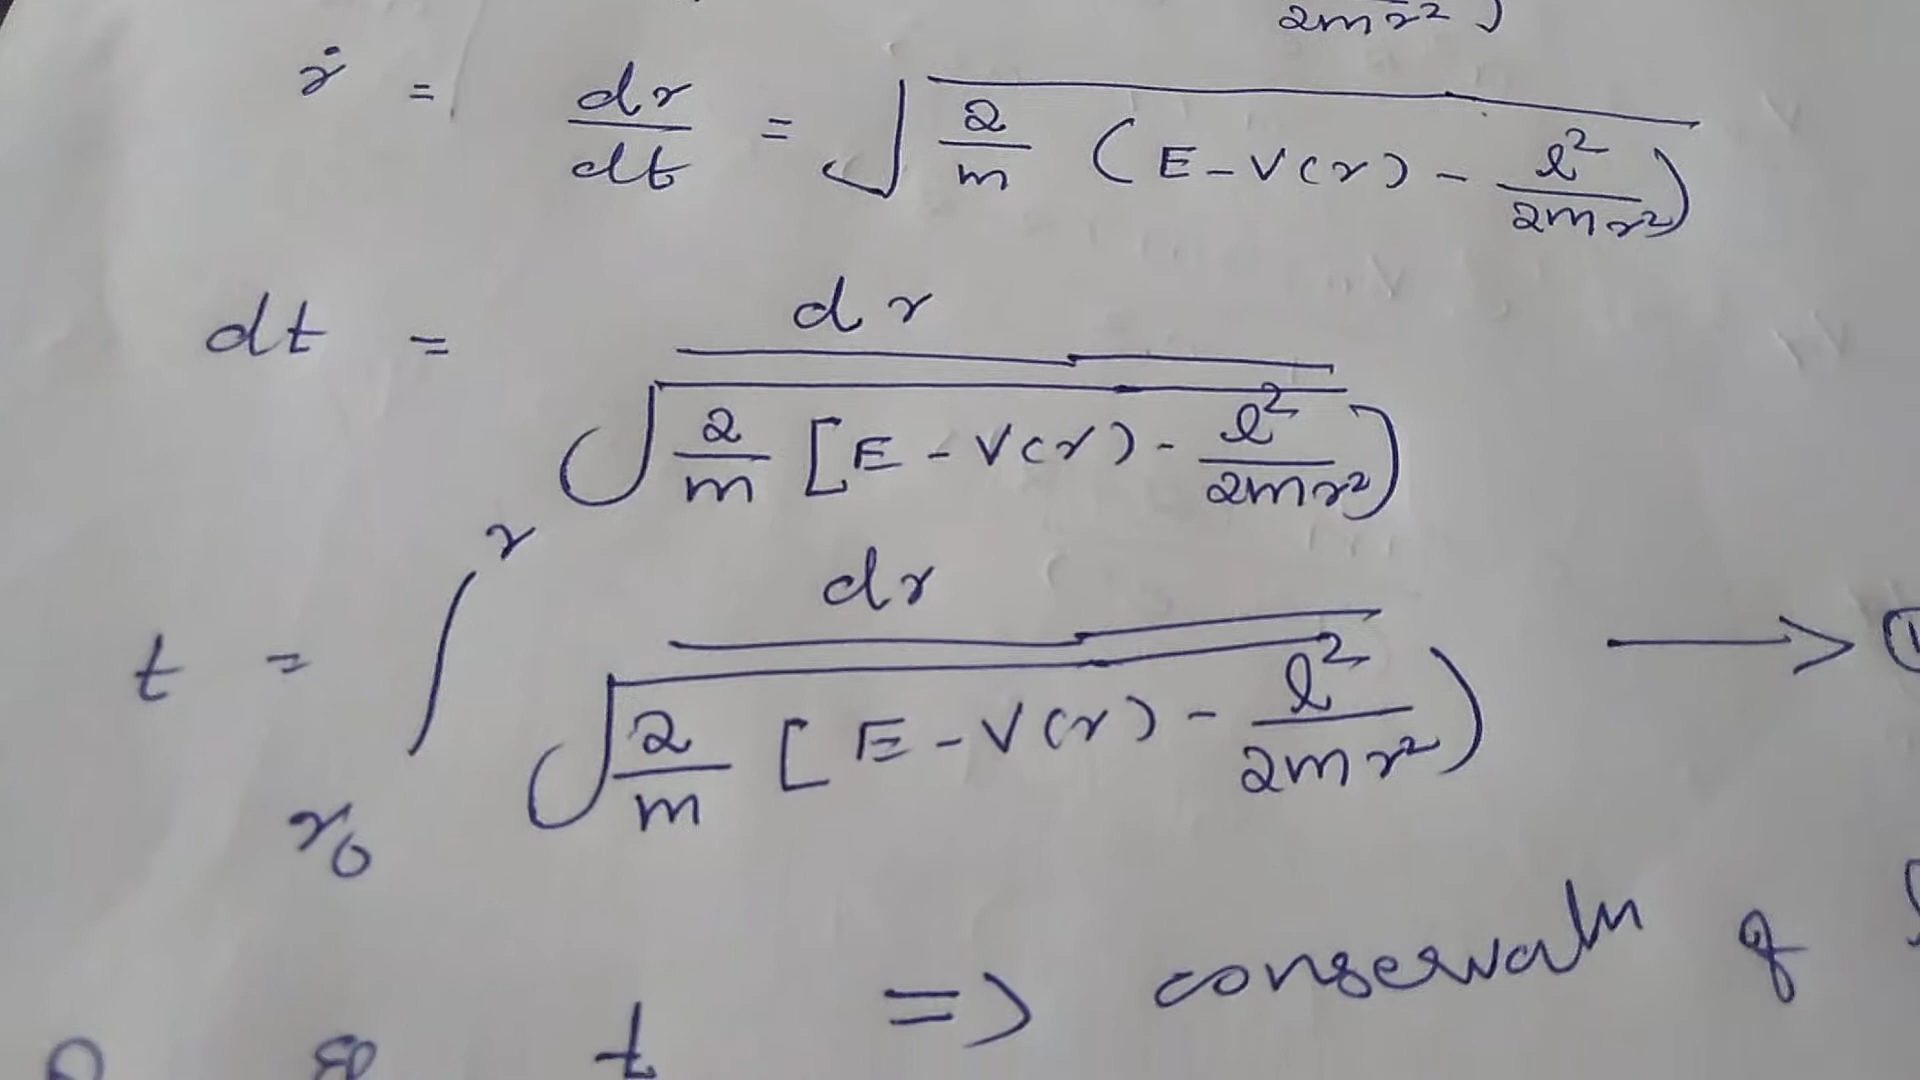 2mr²)
ṙ = dr/dt = √(2/m (E-V(r) - l²/2mr²))
dt = dr / √(2/m [E - V(r) - l²/2mr²))
t = ∫_{r₀}^{r} dr / √(2/m [E-V(r) - l²/2mr²)) → ①
t => conservatn of